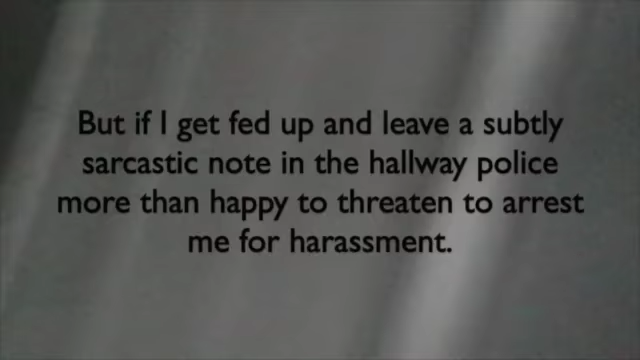 But if I get fed up and leave a subtly
sarcastic note in the hallway police
more than happy to threaten to arrest
me for harassment.